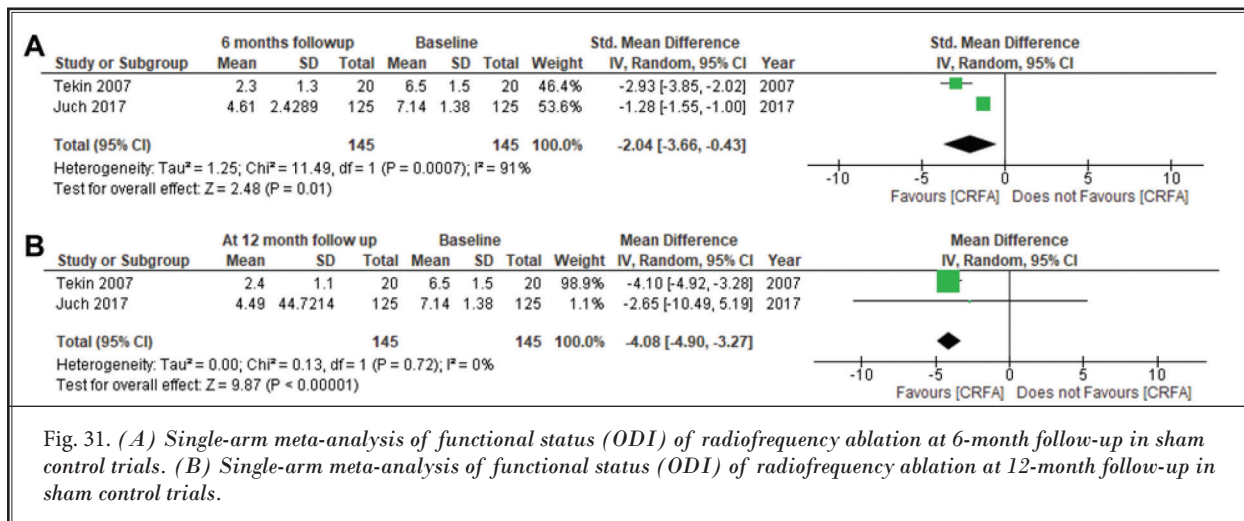 A
6 months followup Baseline Std. Mean Difference Std. Mean Difference
Study or Subgroup Mean SD Total Mean SD Total Weight IV, Random, 95% CI Year IV, Random, 95% CI
Tekin 2007 2.3 1.3 20 6.5 1.5 20 46.4% -2.93 [-3.85, -2.02] 2007
Juch 2017 4.61 2.4289 125 7.14 1.38 125 53.6% -1.28 [-1.55, -1.00] 2017
Total (95% CI) 145 145 100.0% -2.04 [-3.66, -0.43]
Heterogeneity: Tau² = 1.25; Chi² = 11.49, df = 1 (P = 0.0007); I² = 91%
Test for overall effect: Z = 2.48 (P = 0.01)
-10 -5 0 5 10
Favours [CRFA] Does not Favours [CRFA]
B
At 12 month follow up Baseline Mean Difference Mean Difference
Study or Subgroup Mean SD Total Mean SD Total Weight IV, Random, 95% CI Year IV, Random, 95% CI
Tekin 2007 2.4 1.1 20 6.5 1.5 20 98.9% -4.10 [-4.92, -3.28] 2007
Juch 2017 4.49 44.7214 125 7.14 1.38 125 1.1% -2.65 [-10.49, 5.19] 2017
Total (95% CI) 145 145 100.0% -4.08 [-4.90, -3.27]
Heterogeneity: Tau² = 0.00; Chi² = 0.13, df = 1 (P = 0.72); I² = 0%
Test for overall effect: Z = 9.87 (P < 0.00001)
-10 -5 0 5 10
Favours [CRFA] Does not Favours [CRFA]
Fig. 31. (A) Single-arm meta-analysis of functional status (ODI) of radiofrequency ablation at 6-month follow-up in sham
control trials. (B) Single-arm meta-analysis of functional status (ODI) of radiofrequency ablation at 12-month follow-up in
sham control trials.